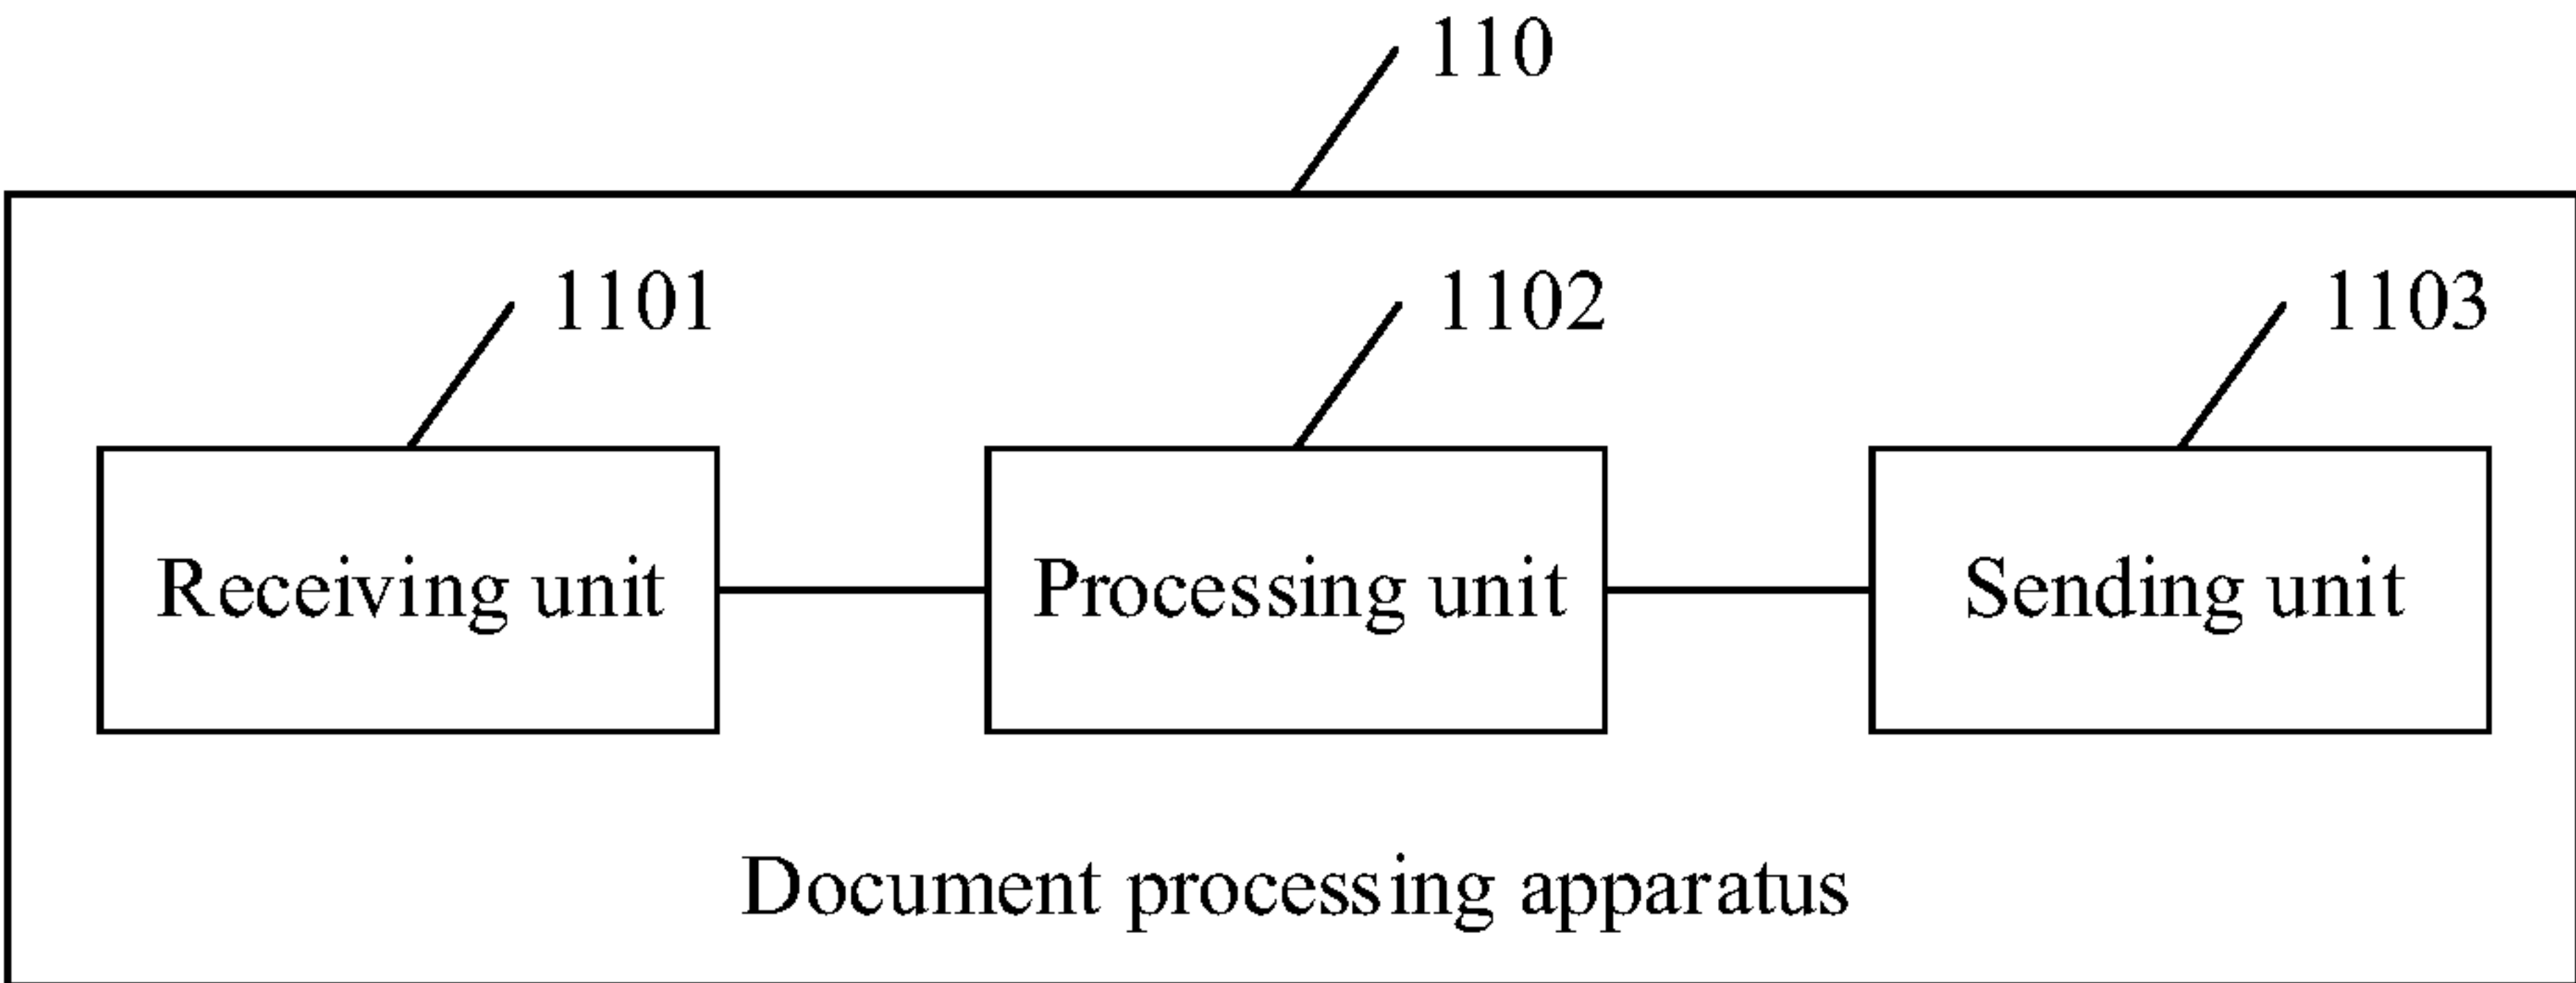 110
1101
1102
1103
Receiving unit
Processing unit
Sending unit
Document processing apparatus